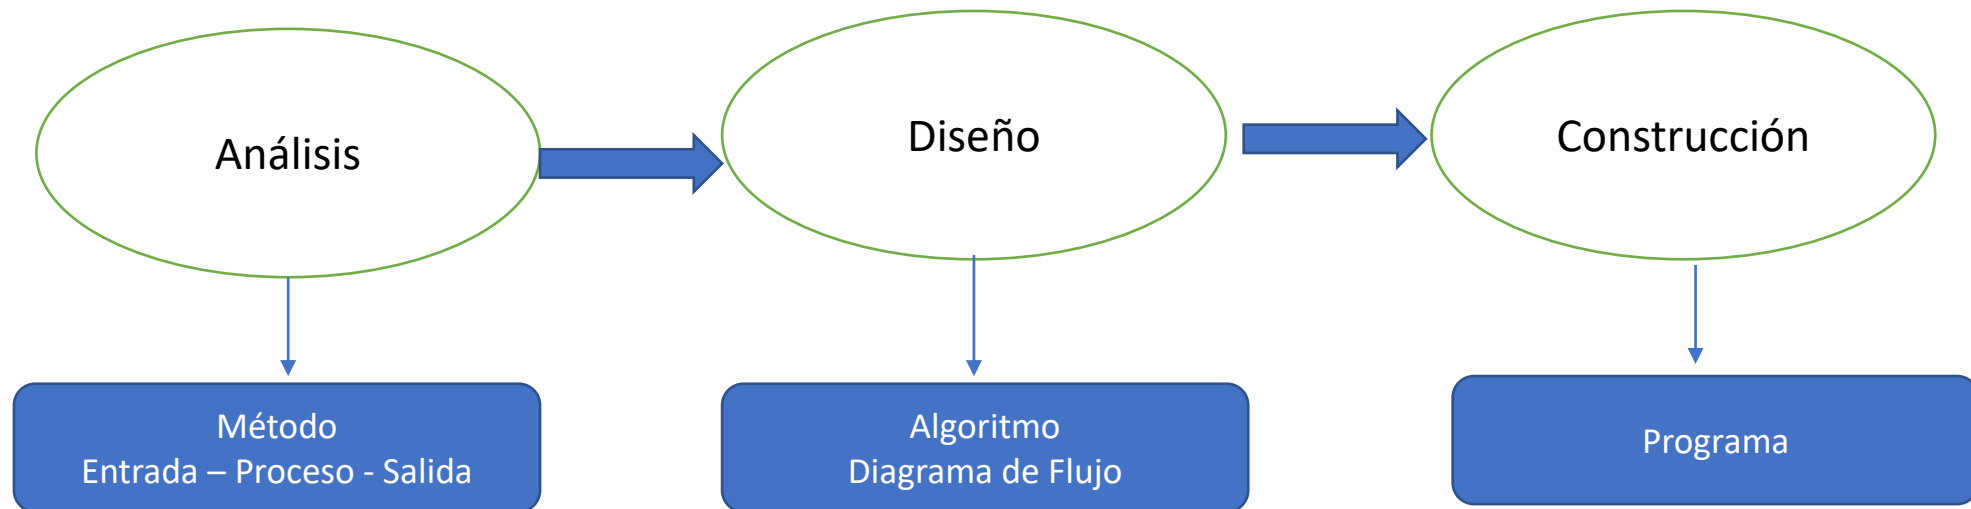 Análisis
Diseño
Construcción
Método
Entrada – Proceso - Salida
Algoritmo
Diagrama de Flujo
Programa